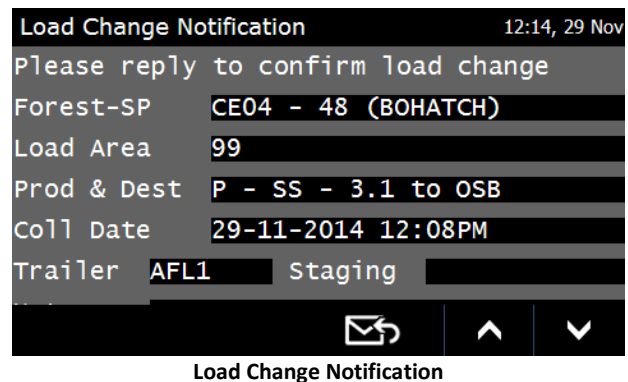 Load Change Notification 12:14, 29 Nov
Please reply to confirm load change
Forest-SP CE04 - 48 (BOHATCH)
Load Area 99
Prod & Dest P - SS - 3.1 to OSB
Coll Date 29-11-2014 12:08PM
Trailer AFL1 Staging
Load Change Notification